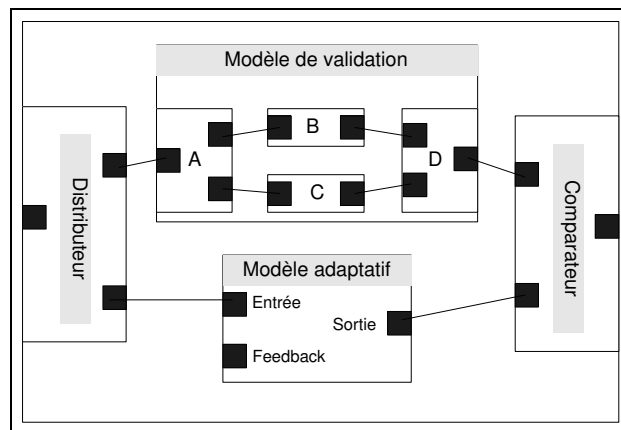 Modèle de validation
Distributeur
A
B
C
D
Comparateur
Modèle adaptatif
Entrée
Sortie
Feedback